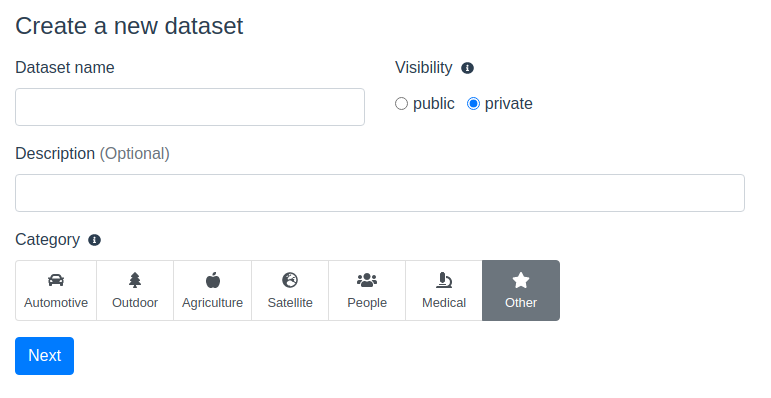 Create a new dataset
Dataset name
Visibility
public private
Description (Optional)
Category
Automotive Outdoor Agriculture Satellite People Medical Other
Next